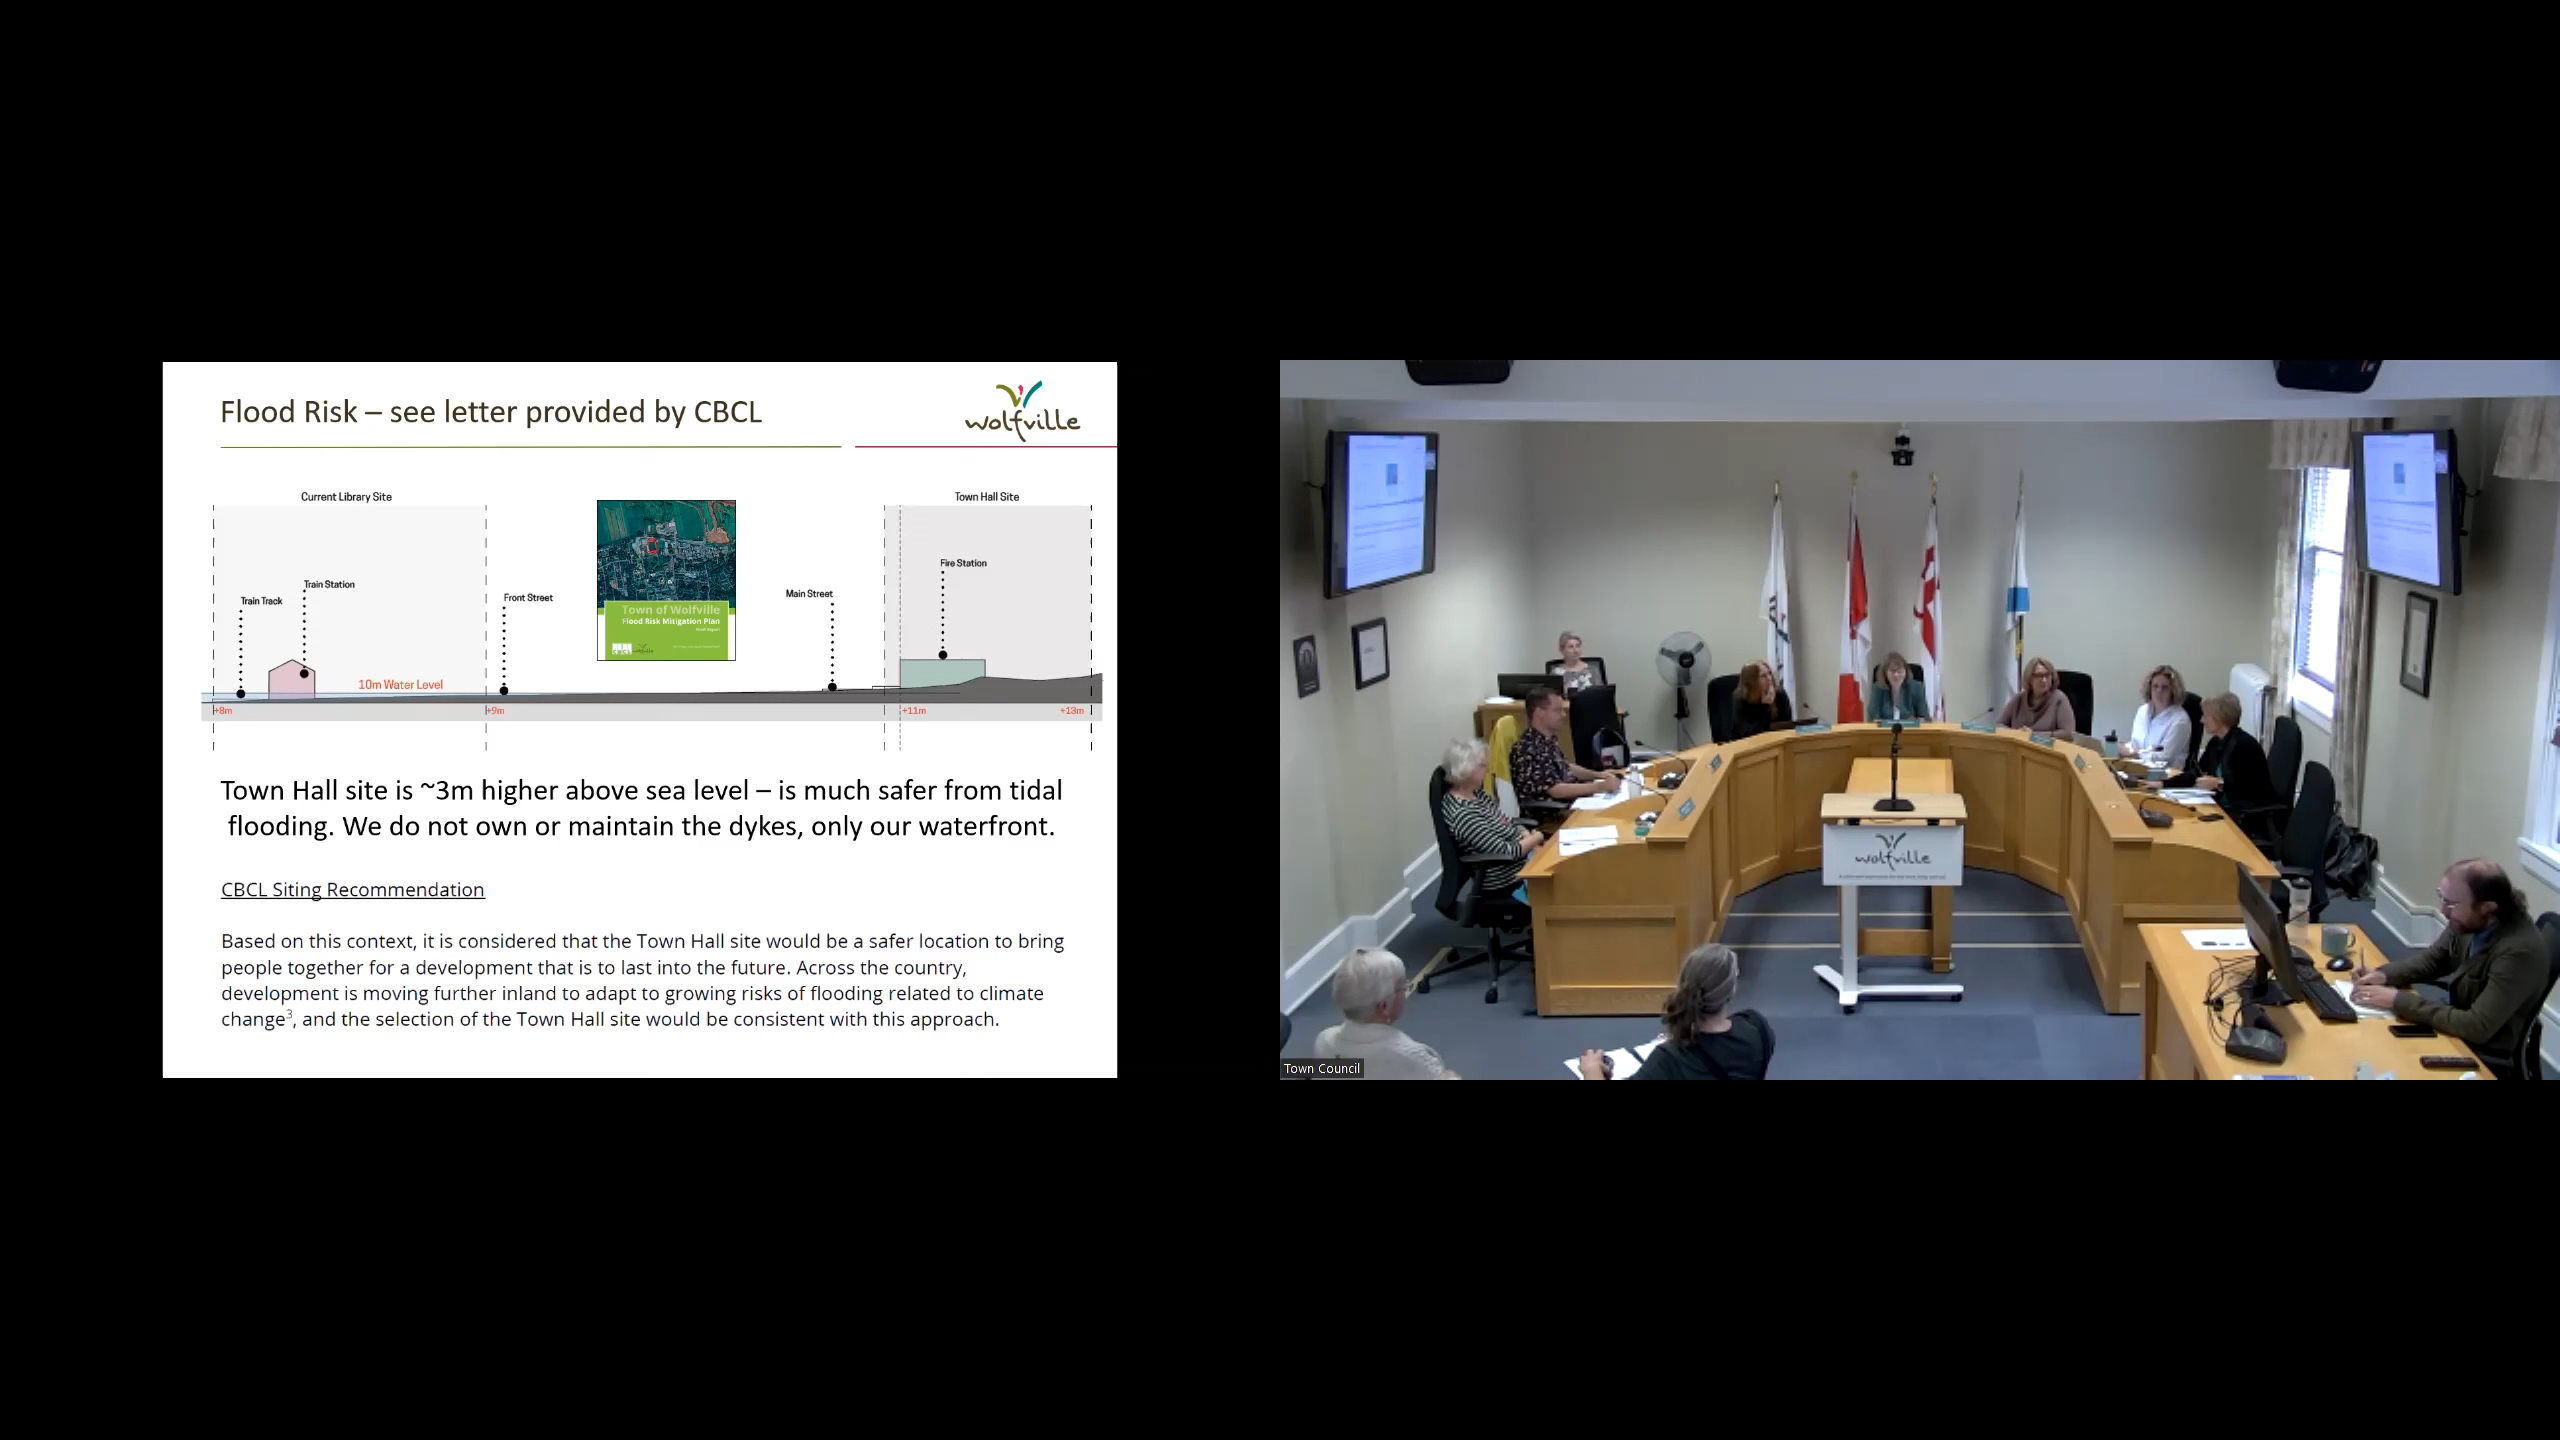 Flood Risk – see letter provided by CBCL
wolfville
Current Library Site
Town Hall Site
Fire Station
Train Station
Train Track
Front Street
Main Street
Town of Wolfville
Flood Risk Mitigation Plan
10m Water Level
+8m
+9m
+11m
+13m
Town Hall site is ~3m higher above sea level – is much safer from tidal
flooding. We do not own or maintain the dykes, only our waterfront.
CBCL Siting Recommendation
Based on this context, it is considered that the Town Hall site would be a safer location to bring
people together for a development that is to last into the future. Across the country,
development is moving further inland to adapt to growing risks of flooding related to climate
change³, and the selection of the Town Hall site would be consistent with this approach.
wolfville
Town Council